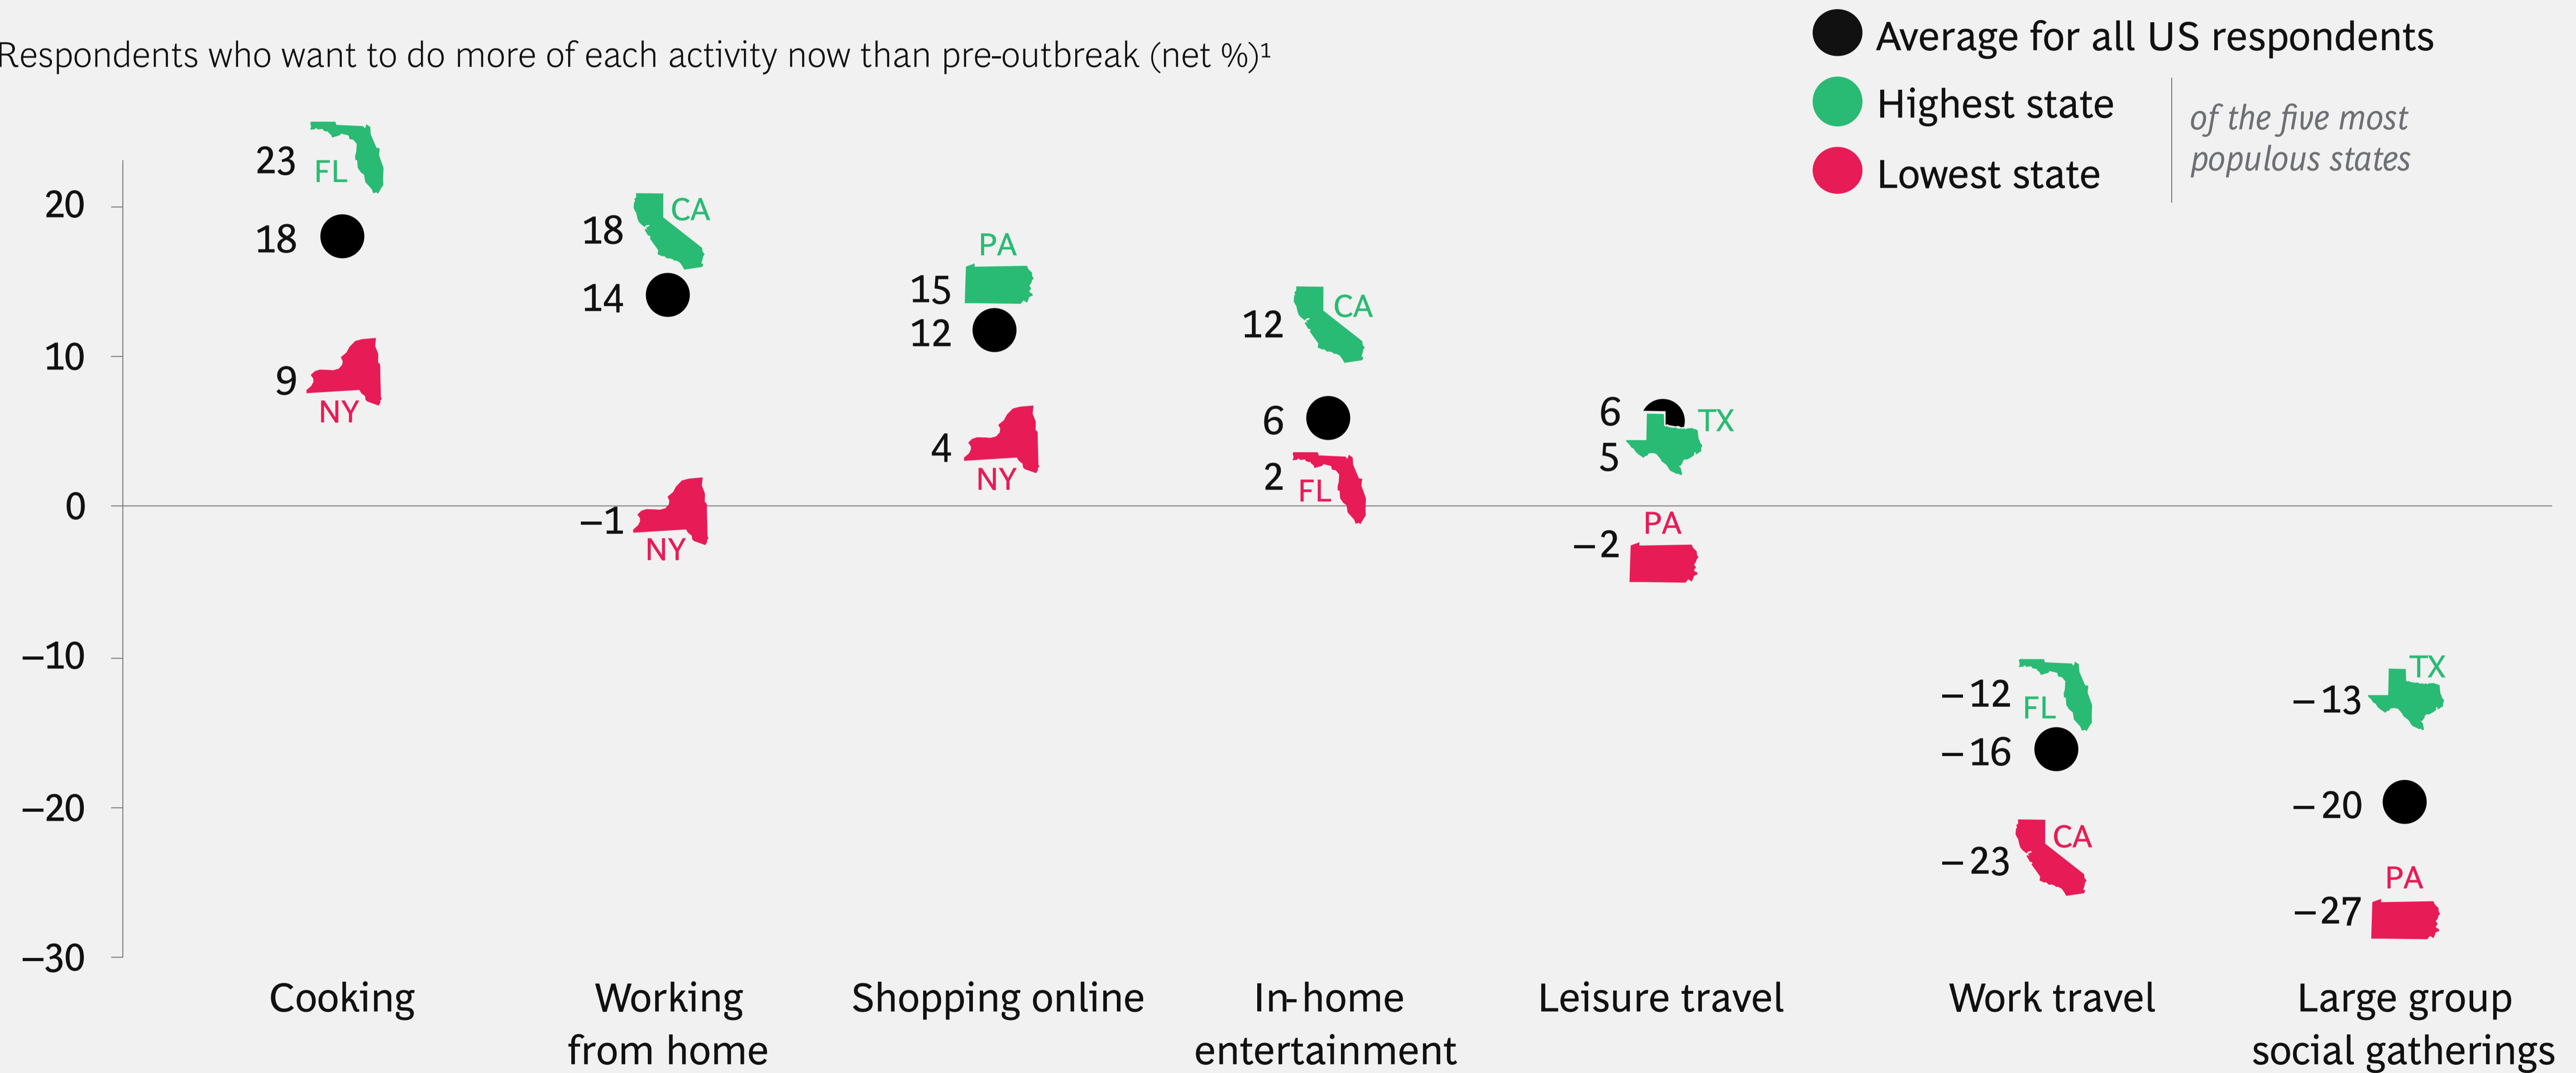 Respondents who want to do more of each activity now than pre-outbreak (net %)¹
Average for all US respondents
Highest state
Lowest state
of the five most
populous states
20
10
0
–10
–20
–30
23
FL
18
9
NY
18
CA
14
–1
NY
PA
15
12
4
NY
12
CA
6
2
FL
6
TX
5
PA
–2
–12
FL
–16
CA
–23
TX
–13
–20
PA
–27
Cooking
Working
from home
Shopping online
In-home
entertainment
Leisure travel
Work travel
Large group
social gatherings